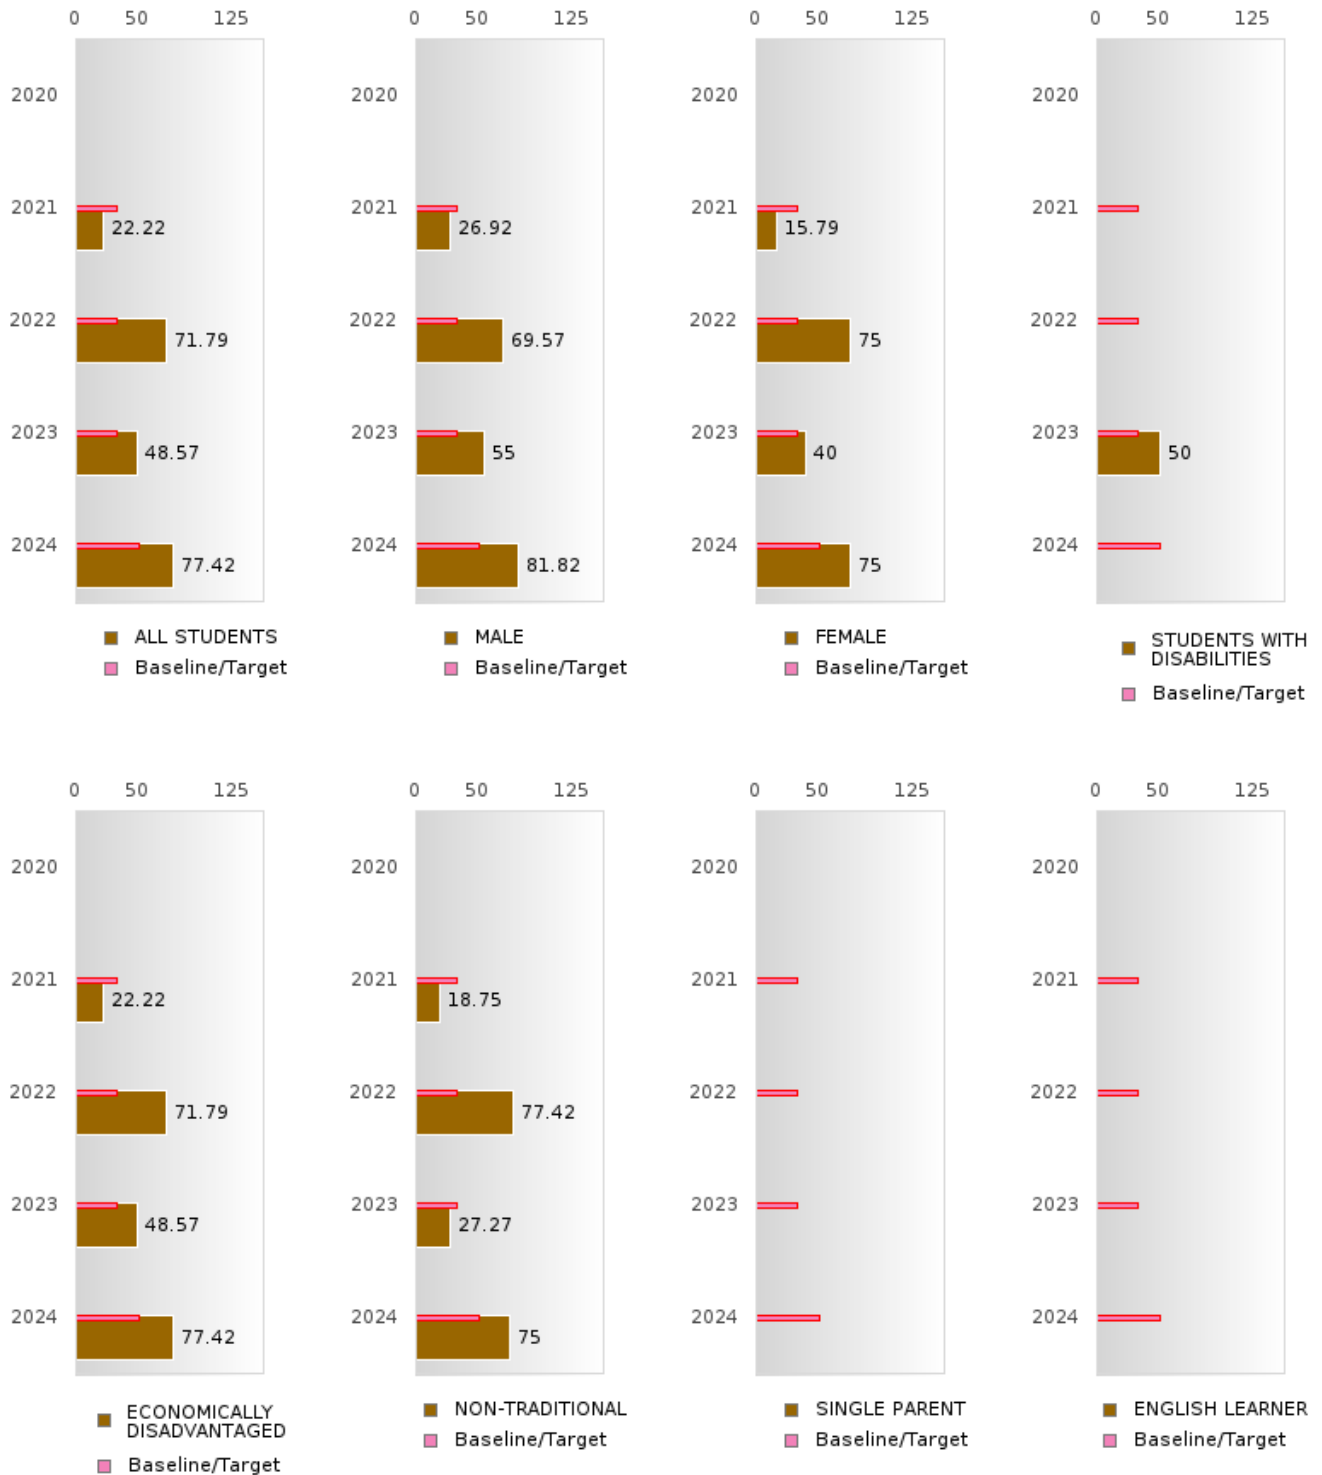 0 50 125
0 50 125
0 50 125
0 50 125
2020
2021
22.22
2022
71.79
2023
48.57
2024
77.42
ALL STUDENTS
Baseline/Target
2020
2021
26.92
2022
69.57
2023
55
2024
81.82
MALE
Baseline/Target
2020
2021
15.79
2022
75
2023
40
2024
75
FEMALE
Baseline/Target
2020
2021
2022
2023
50
2024
STUDENTS WITH
DISABILITIES
Baseline/Target
0 50 125
0 50 125
0 50 125
0 50 125
2020
2021
22.22
2022
71.79
2023
48.57
2024
77.42
ECONOMICALLY
DISADVANTAGED
Baseline/Target
2020
2021
18.75
2022
77.42
2023
27.27
2024
75
NON-TRADITIONAL
Baseline/Target
2020
2021
2022
2023
2024
SINGLE PARENT
Baseline/Target
2020
2021
2022
2023
2024
ENGLISH LEARNER
Baseline/Target